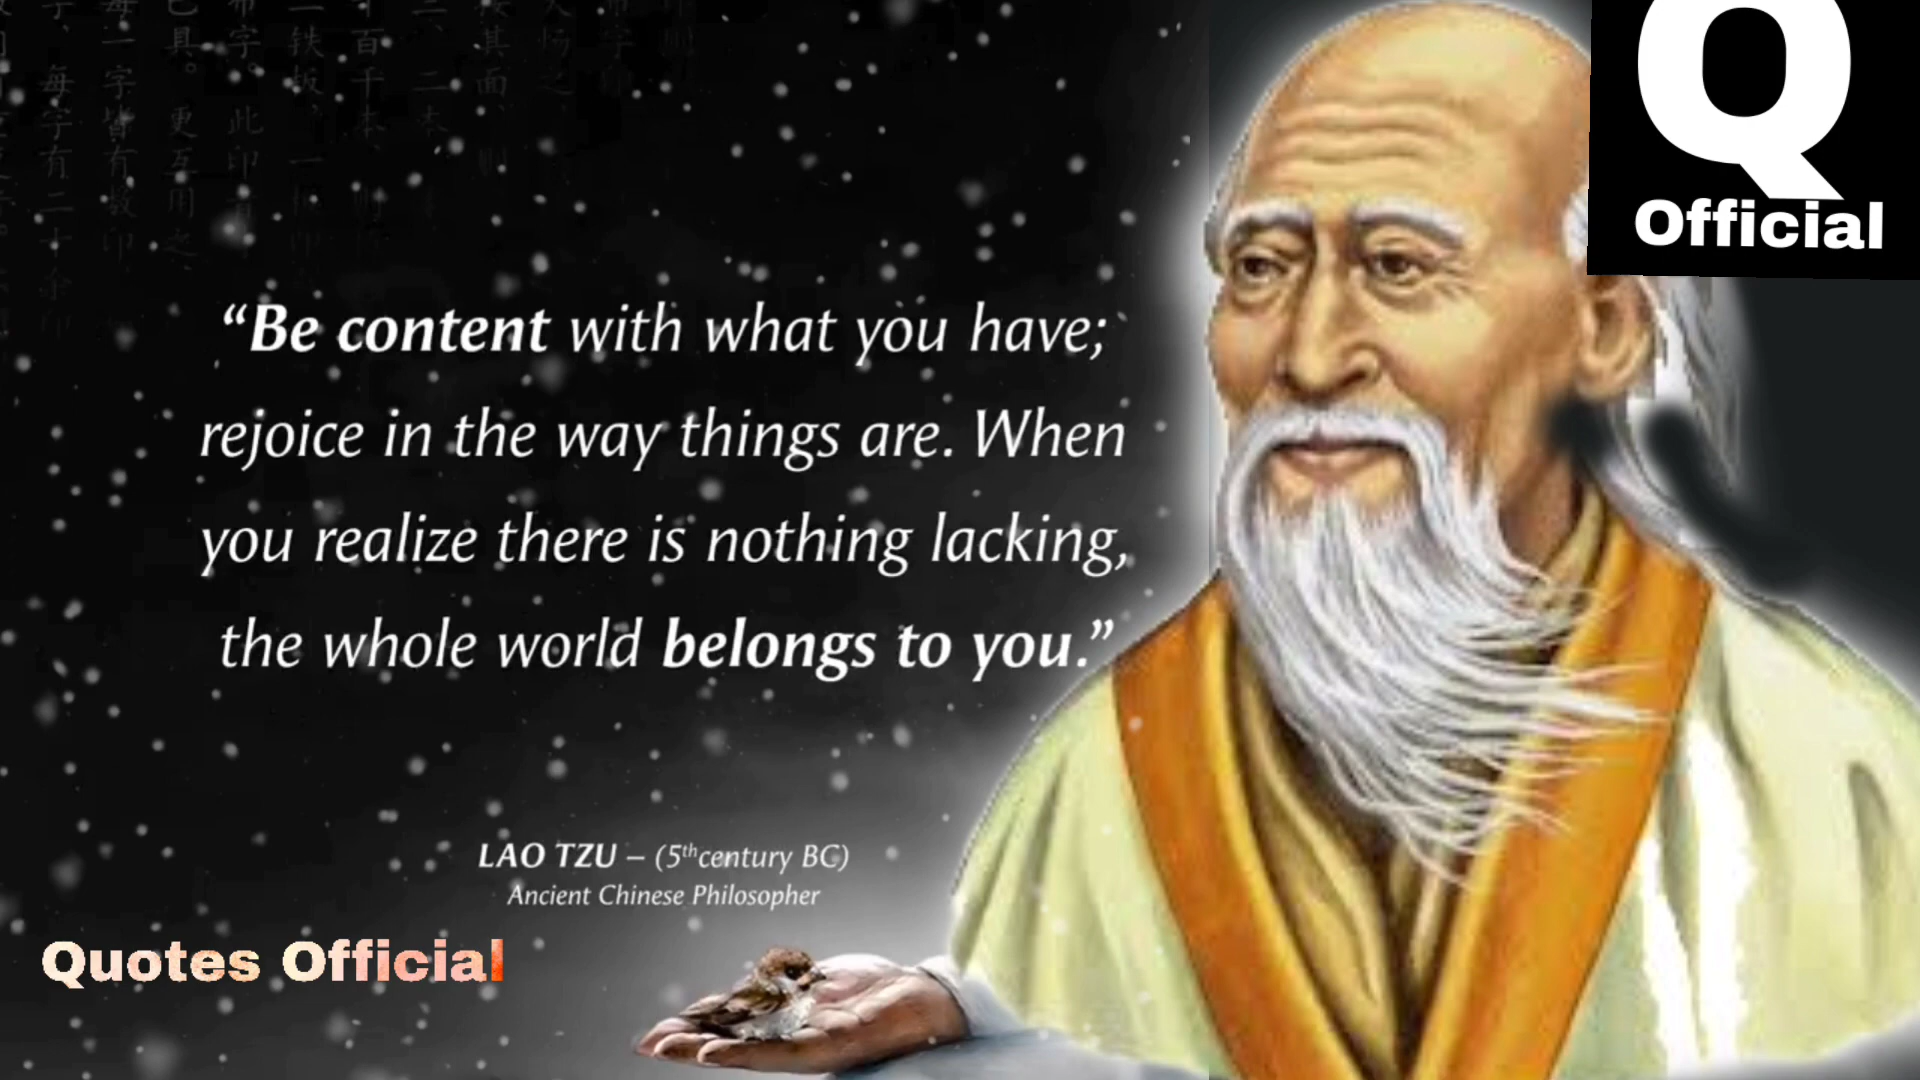 Q
Official
“Be content with what you have;
rejoice in the way things are. When
you realize there is nothing lacking,
the whole world belongs to you.”
LAO TZU – (5th century BC)
Ancient Chinese Philosopher
Quotes Official